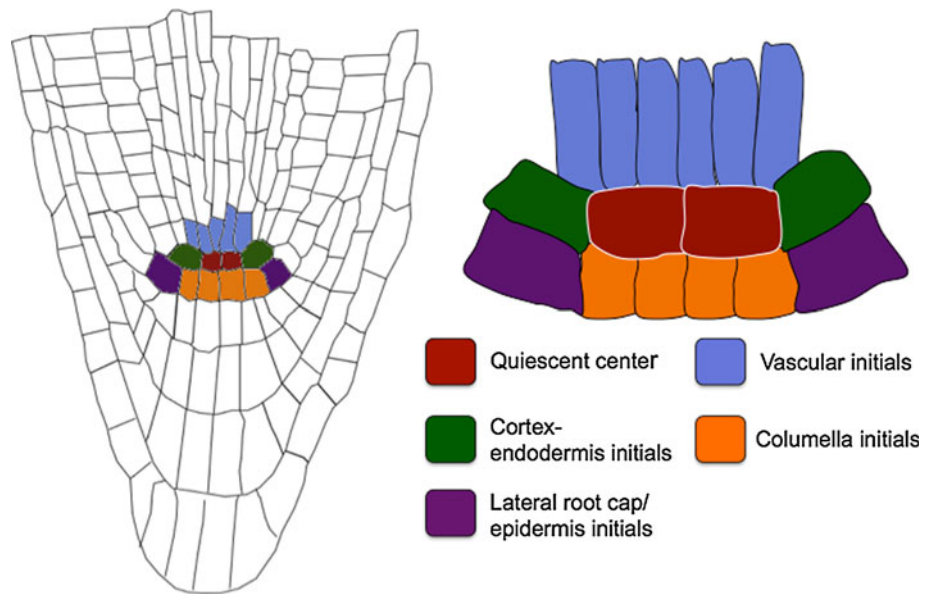 Quiescent center
Vascular initials
Cortex-
endodermis initials
Columella initials
Lateral root cap/
epidermis initials